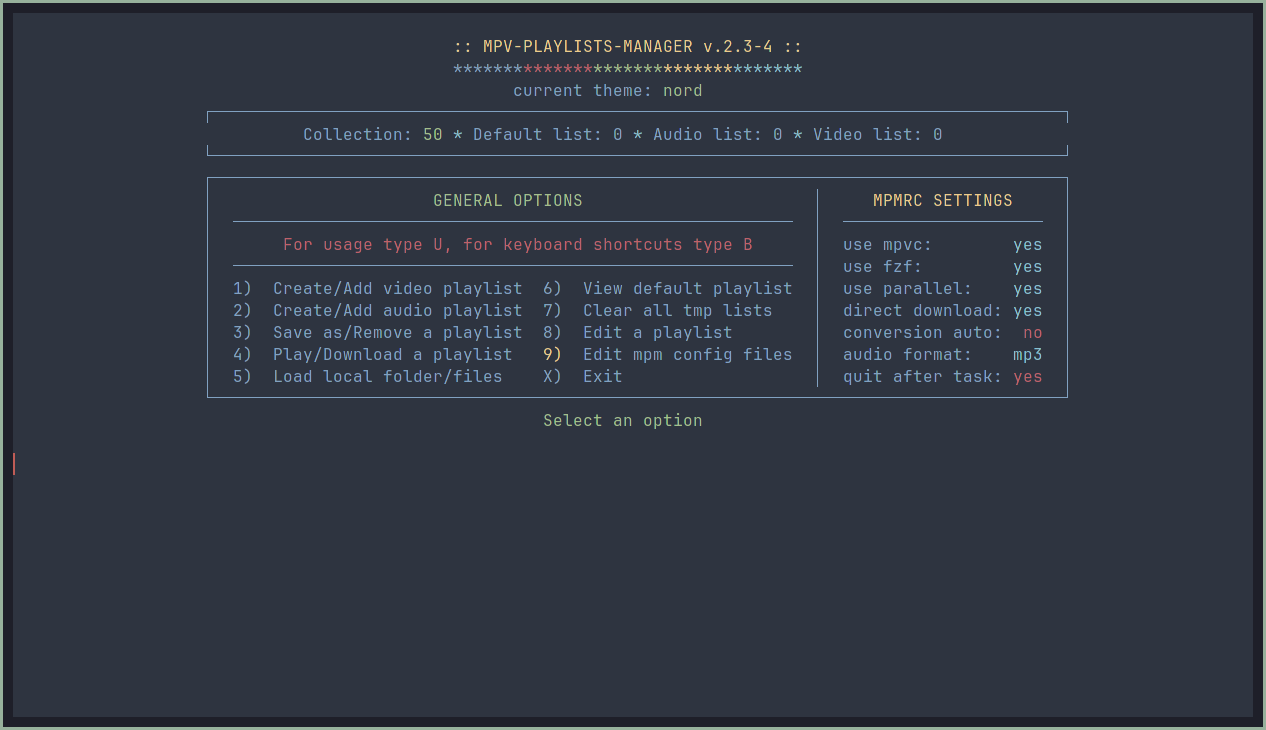 :: MPV-PLAYLISTS-MANAGER v.2.3-4 ::
***********************************
current theme: nord
Collection: 50 * Default list: 0 * Audio list: 0 * Video list: 0
GENERAL OPTIONS
For usage type U, for keyboard shortcuts type B
1) Create/Add video playlist 6) View default playlist
2) Create/Add audio playlist 7) Clear all tmp lists
3) Save as/Remove a playlist 8) Edit a playlist
4) Play/Download a playlist 9) Edit mpm config files
5) Load local folder/files X) Exit
MPMRC SETTINGS
use mpvc: yes
use fzf: yes
use parallel: yes
direct download: yes
conversion auto: no
audio format: mp3
quit after task: yes
Select an option